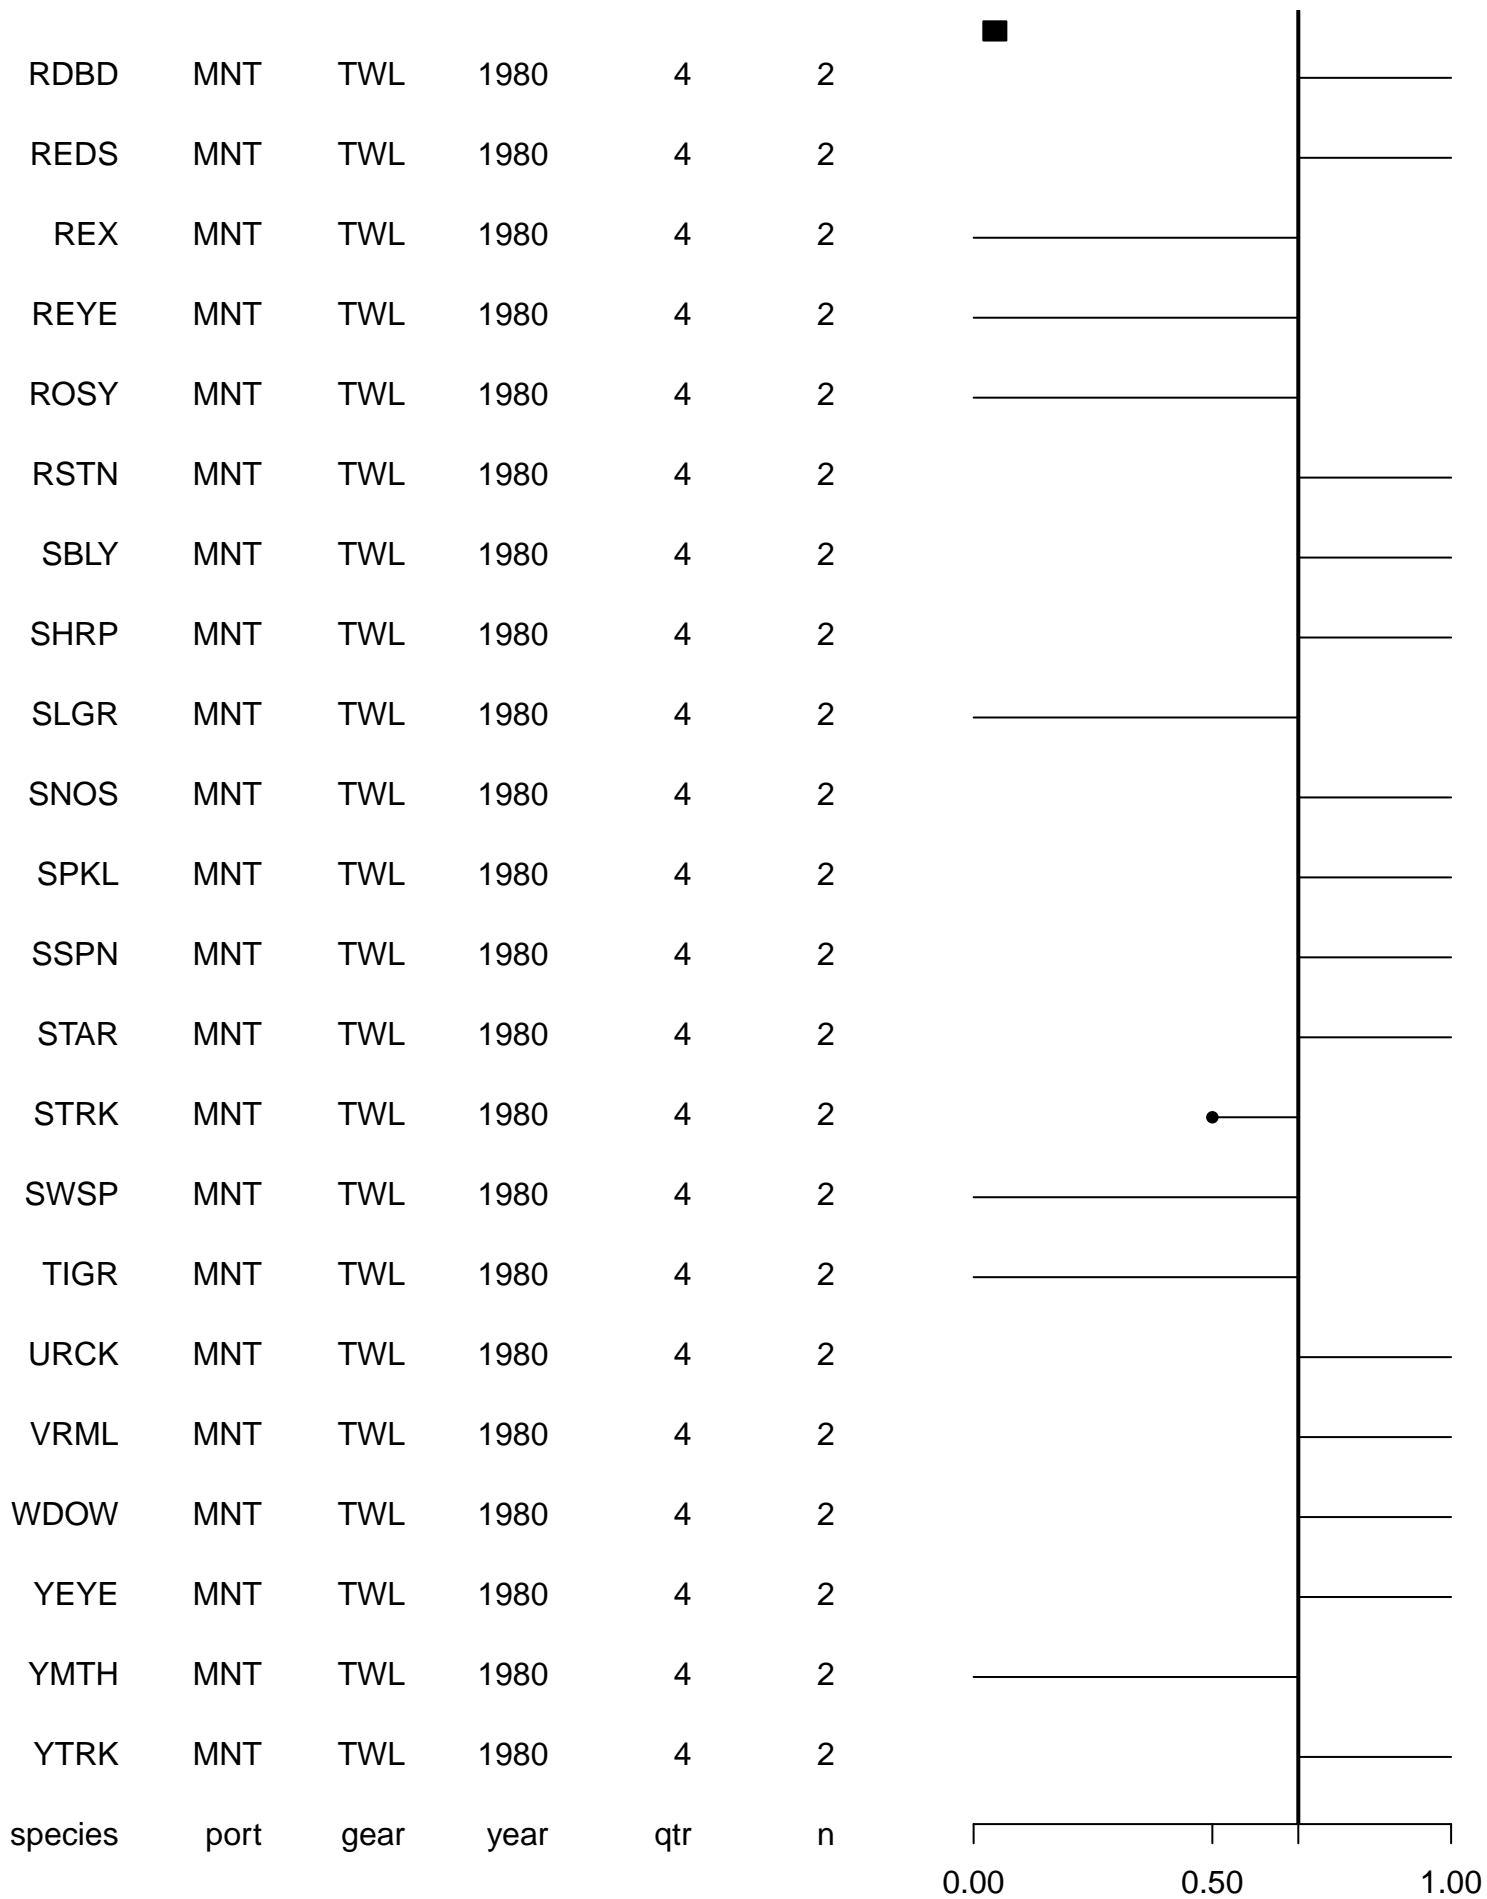 RDBD MNT TWL 1980 4 2
REDS MNT TWL 1980 4 2
REX MNT TWL 1980 4 2
REYE MNT TWL 1980 4 2
ROSY MNT TWL 1980 4 2
RSTN MNT TWL 1980 4 2
SBLY MNT TWL 1980 4 2
SHRP MNT TWL 1980 4 2
SLGR MNT TWL 1980 4 2
SNOS MNT TWL 1980 4 2
SPKL MNT TWL 1980 4 2
SSPN MNT TWL 1980 4 2
STAR MNT TWL 1980 4 2
STRK MNT TWL 1980 4 2
SWSP MNT TWL 1980 4 2
TIGR MNT TWL 1980 4 2
URCK MNT TWL 1980 4 2
VRML MNT TWL 1980 4 2
WDOW MNT TWL 1980 4 2
YEYE MNT TWL 1980 4 2
YMTH MNT TWL 1980 4 2
YTRK MNT TWL 1980 4 2
species port gear year qtr n
0.00 0.50 1.00